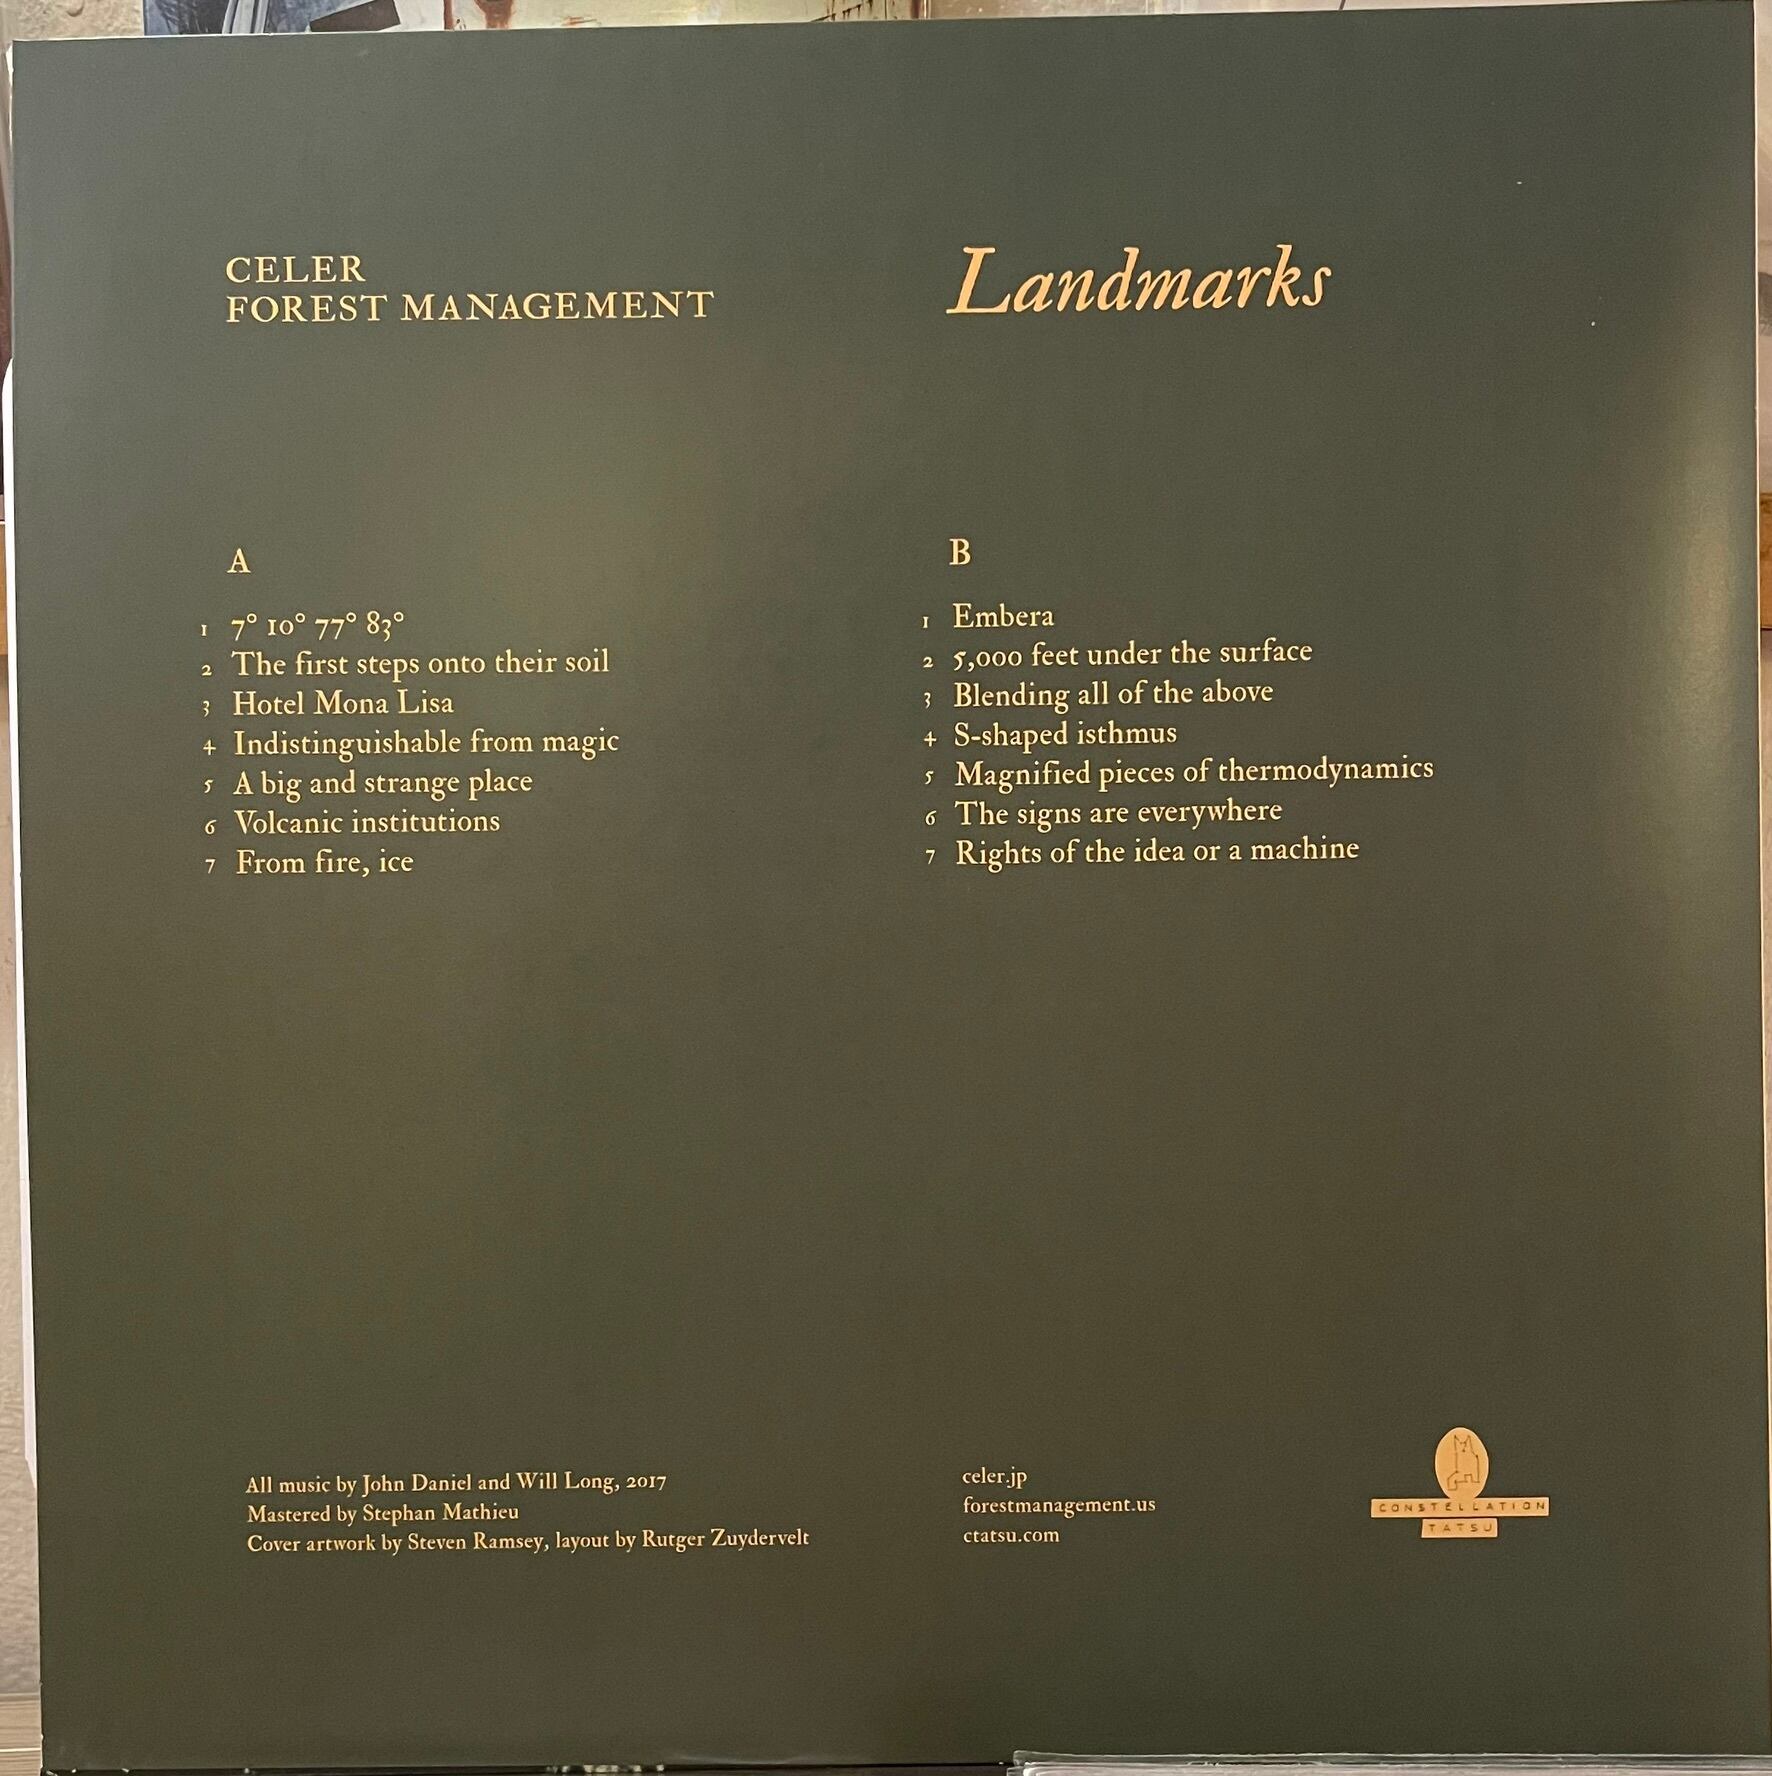 CELER
FOREST MANAGEMENT
Landmarks
A
1 7° 10° 77° 83°
2 The first steps onto their soil
3 Hotel Mona Lisa
4 Indistinguishable from magic
5 A big and strange place
6 Volcanic institutions
7 From fire, ice
B
1 Embera
2 5,000 feet under the surface
3 Blending all of the above
4 S-shaped isthmus
5 Magnified pieces of thermodynamics
6 The signs are everywhere
7 Rights of the idea or a machine
All music by John Daniel and Will Long, 2017
Mastered by Stephan Mathieu
Cover artwork by Steven Ramsey, layout by Rutger Zuydervelt
celer.jp
forestmanagement.us
ctatsu.com
CONSTELLATION
TATSU